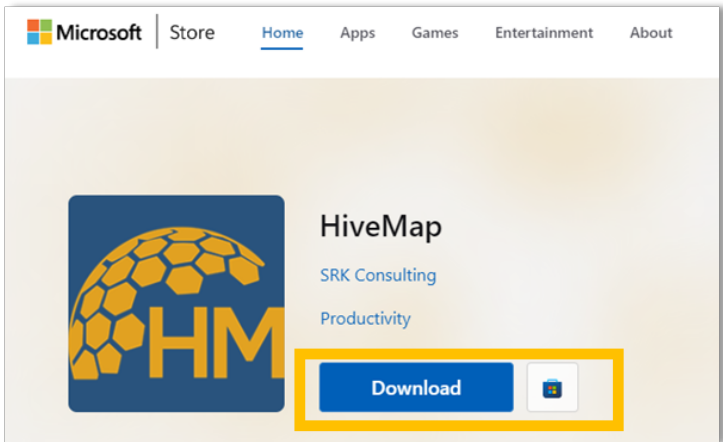 Microsoft Store Home Apps Games Entertainment About
HiveMap
SRK Consulting
Productivity
HM
Download